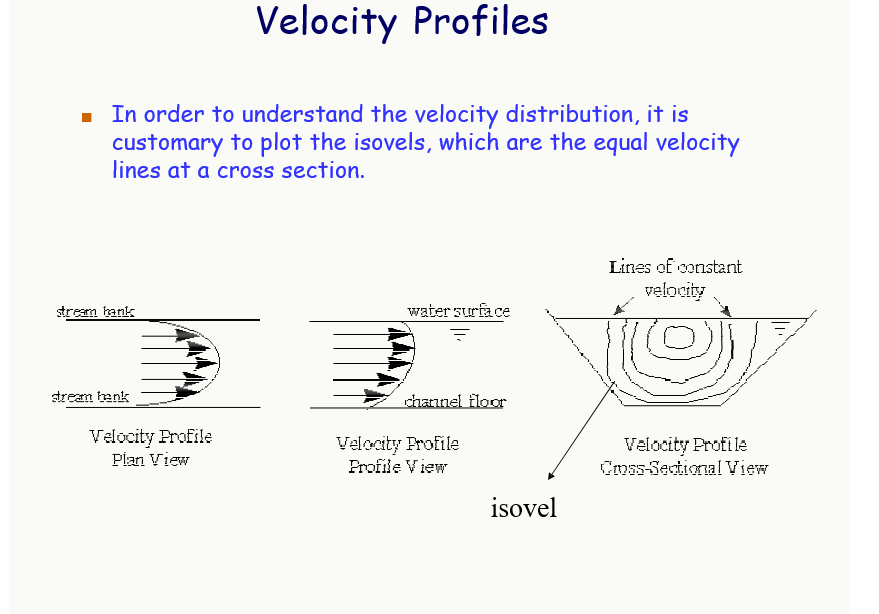 Velocity Profiles
In order to understand the velocity distribution, it is
customary to plot the isovels, which are the equal velocity
lines at a cross section.
stream bank
stream bank
Velocity Profile
Plan View
water surface
channel floor
Velocity Profile
Profile View
Lines of constant
velocity
Velocity Profile
Cross-Sectional View
isovel